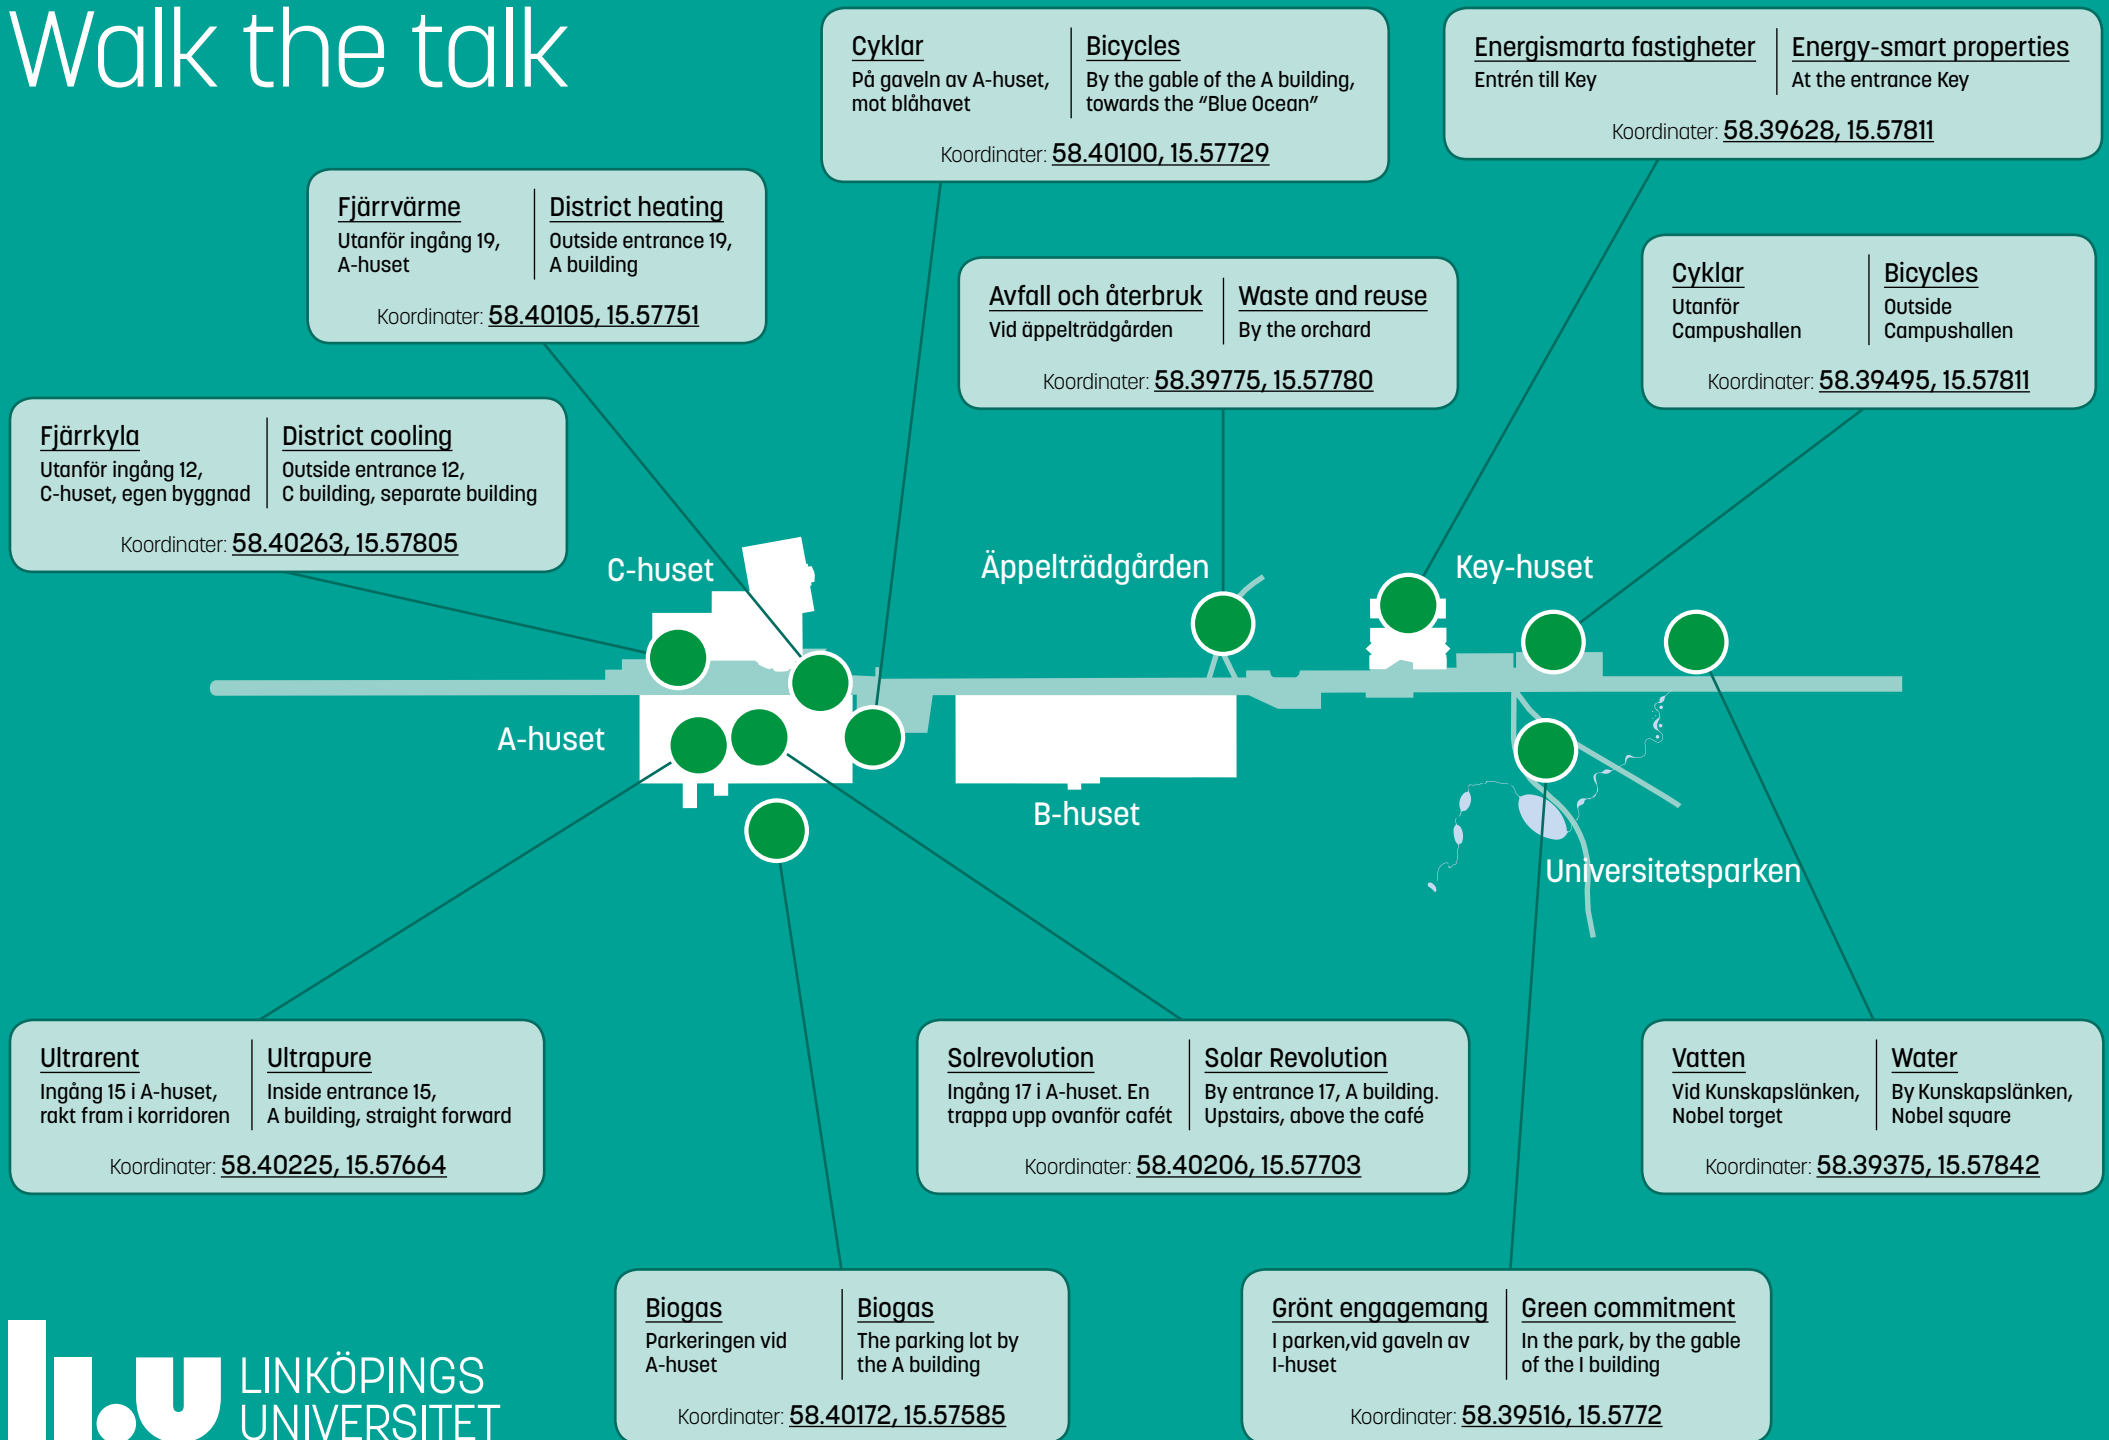 Walk the talk
Cyklar
På gaveln av A-huset,
mot blåhavet
Bicycles
By the gable of the A building,
towards the “Blue Ocean”
Koordinater: 58.40100, 15.57729
Energismarta fastigheter
Entrén till Key
Energy-smart properties
At the entrance Key
Koordinater: 58.39628, 15.57811
Fjärrvärme
Utanför ingång 19,
A-huset
District heating
Outside entrance 19,
A building
Koordinater: 58.40105, 15.57751
Avfall och återbruk
Vid äppelträdgården
Waste and reuse
By the orchard
Koordinater: 58.39775, 15.57780
Cyklar
Utanför
Campushallen
Bicycles
Outside
Campushallen
Koordinater: 58.39495, 15.57811
Fjärrkyla
Utanför ingång 12,
C-huset, egen byggnad
District cooling
Outside entrance 12,
C building, separate building
Koordinater: 58.40263, 15.57805
C-huset
Äppelträdgården
Key-huset
A-huset
B-huset
Universitetsparken
Ultrarent
Ingång 15 i A-huset,
rakt fram i korridoren
Ultrapure
Inside entrance 15,
A building, straight forward
Koordinater: 58.40225, 15.57664
Solrevolution
Ingång 17 i A-huset. En
trappa upp ovanför cafét
Solar Revolution
By entrance 17, A building.
Upstairs, above the café
Koordinater: 58.40206, 15.57703
Vatten
Vid Kunskapslänken,
Nobel torget
Water
By Kunskapslänken,
Nobel square
Koordinater: 58.39375, 15.57842
Biogas
Parkeringen vid
A-huset
Biogas
The parking lot by
the A building
Koordinater: 58.40172, 15.57585
Grönt engagemang
I parken,vid gaveln av
I-huset
Green commitment
In the park, by the gable
of the I building
Koordinater: 58.39516, 15.5772
li.u
LINKÖPINGS
UNIVERSITET